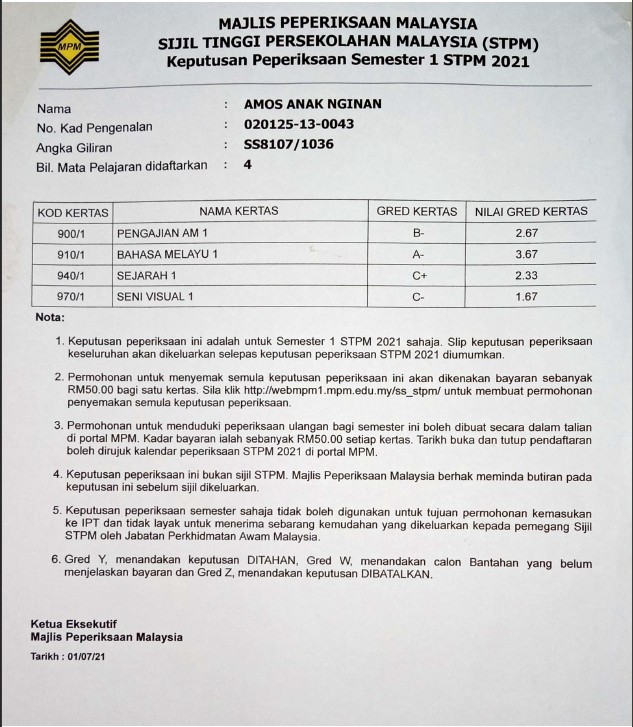 MPM
MAJLIS PEPERIKSAAN MALAYSIA
SIJIL TINGGI PERSEKOLAHAN MALAYSIA (STPM)
Keputusan Peperiksaan Semester 1 STPM 2021
Nama : AMOS ANAK NGINAN
No. Kad Pengenalan : 020125-13-0043
Angka Giliran : SS8107/1036
Bil. Mata Pelajaran didaftarkan : 4
KOD KERTAS NAMA KERTAS GRED KERTAS NILAI GRED KERTAS
900/1 PENGAJIAN AM 1 B- 2.67
910/1 BAHASA MELAYU 1 A- 3.67
940/1 SEJARAH 1 C+ 2.33
970/1 SENI VISUAL 1 C- 1.67
Nota:
1. Keputusan peperiksaan ini adalah untuk Semester 1 STPM 2021 sahaja. Slip keputusan peperiksaan
keseluruhan akan dikeluarkan selepas keputusan peperiksaan STPM 2021 diumumkan.
2. Permohonan untuk menyemak semula keputusan peperiksaan ini akan dikenakan bayaran sebanyak
RM50.00 bagi satu kertas. Sila klik http://webmpm1.mpm.edu.my/ss_stpm/ untuk membuat permohonan
penyemakan semula keputusan peperiksaan.
3. Permohonan untuk menduduki peperiksaan ulangan bagi semester ini boleh dibuat secara dalam talian
di portal MPM. Kadar bayaran ialah sebanyak RM50.00 setiap kertas. Tarikh buka dan tutup pendaftaran
boleh dirujuk kalendar peperiksaan STPM 2021 di portal MPM.
4. Keputusan peperiksaan ini bukan sijil STPM. Majlis Peperiksaan Malaysia berhak meminda butiran pada
keputusan ini sebelum sijil dikeluarkan.
5. Keputusan peperiksaan semester sahaja tidak boleh digunakan untuk tujuan permohonan kemasukan
ke IPT dan tidak layak untuk menerima sebarang kemudahan yang dikeluarkan kepada pemegang Sijil
STPM oleh Jabatan Perkhidmatan Awam Malaysia.
6. Gred Y, menandakan keputusan DITAHAN, Gred W, menandakan calon Bantahan yang belum
menjelaskan bayaran dan Gred Z, menandakan keputusan DIBATALKAN.
Ketua Eksekutif
Majlis Peperiksaan Malaysia
Tarikh : 01/07/21